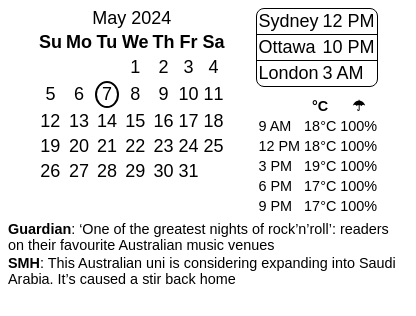 May 2024
Su Mo Tu We Th Fr Sa
1 2 3 4
5 6 7 8 9 10 11
12 13 14 15 16 17 18
19 20 21 22 23 24 25
26 27 28 29 30 31
Sydney 12 PM
Ottawa 10 PM
London 3 AM
°C ☂
9 AM 18°C 100%
12 PM 18°C 100%
3 PM 19°C 100%
6 PM 17°C 100%
9 PM 17°C 100%
Guardian: ‘One of the greatest nights of rock’n’roll’: readers
on their favourite Australian music venues
SMH: This Australian uni is considering expanding into Saudi
Arabia. It’s caused a stir back home